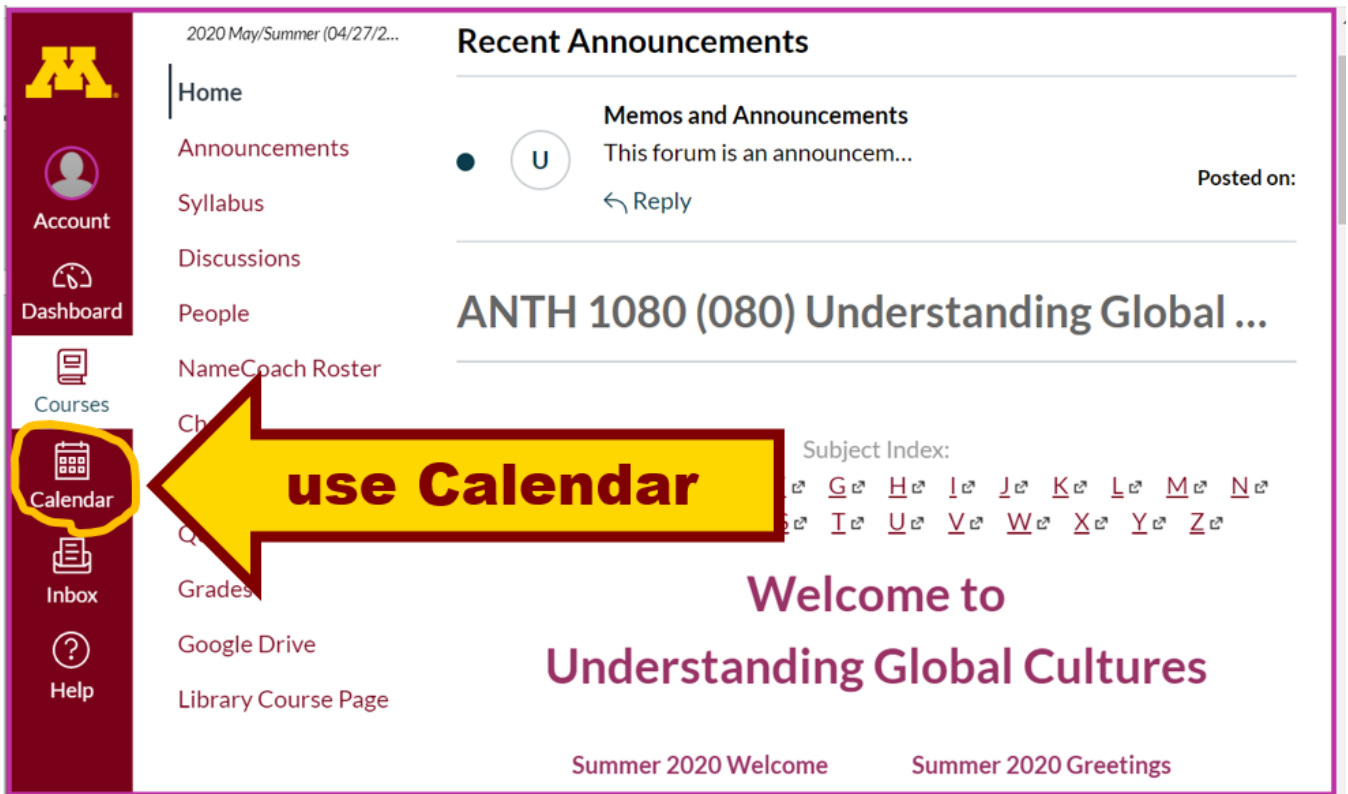 M
Account
Dashboard
Courses
Calendar
Inbox
Help
2020 May/Summer (04/27/2...
Home
Announcements
Syllabus
Discussions
People
NameCoach Roster
Grades
Google Drive
Library Course Page
use Calendar
Recent Announcements
Memos and Announcements
U
This forum is an announcem...
Posted on:
Reply
ANTH 1080 (080) Understanding Global ...
Subject Index:
G H I J K L M N
T U V W X Y Z
Welcome to
Understanding Global Cultures
Summer 2020 Welcome Summer 2020 Greetings